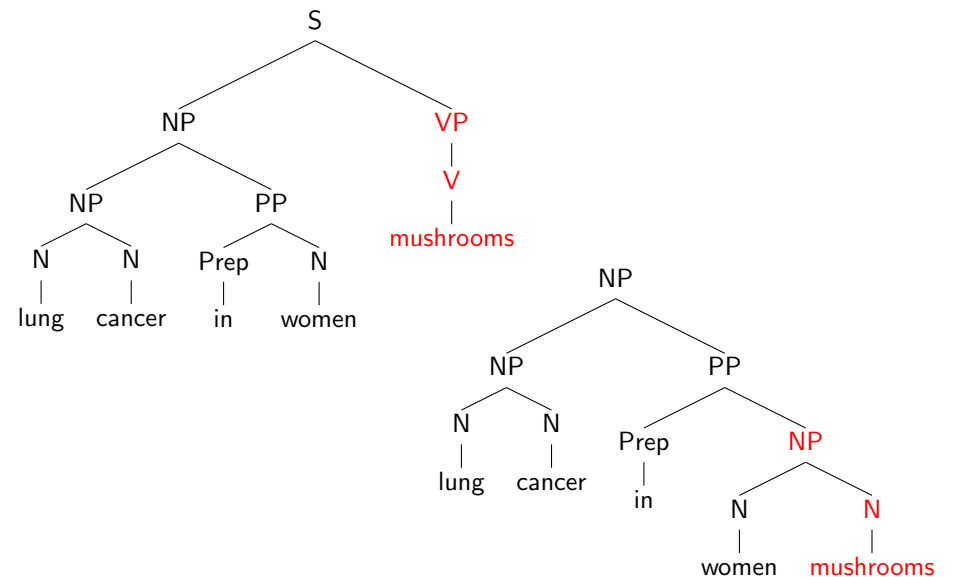 S
NP VP
V
NP PP
mushrooms
N N Prep N
lung cancer in women
NP
NP PP
N N Prep NP
lung cancer in
N N
women mushrooms